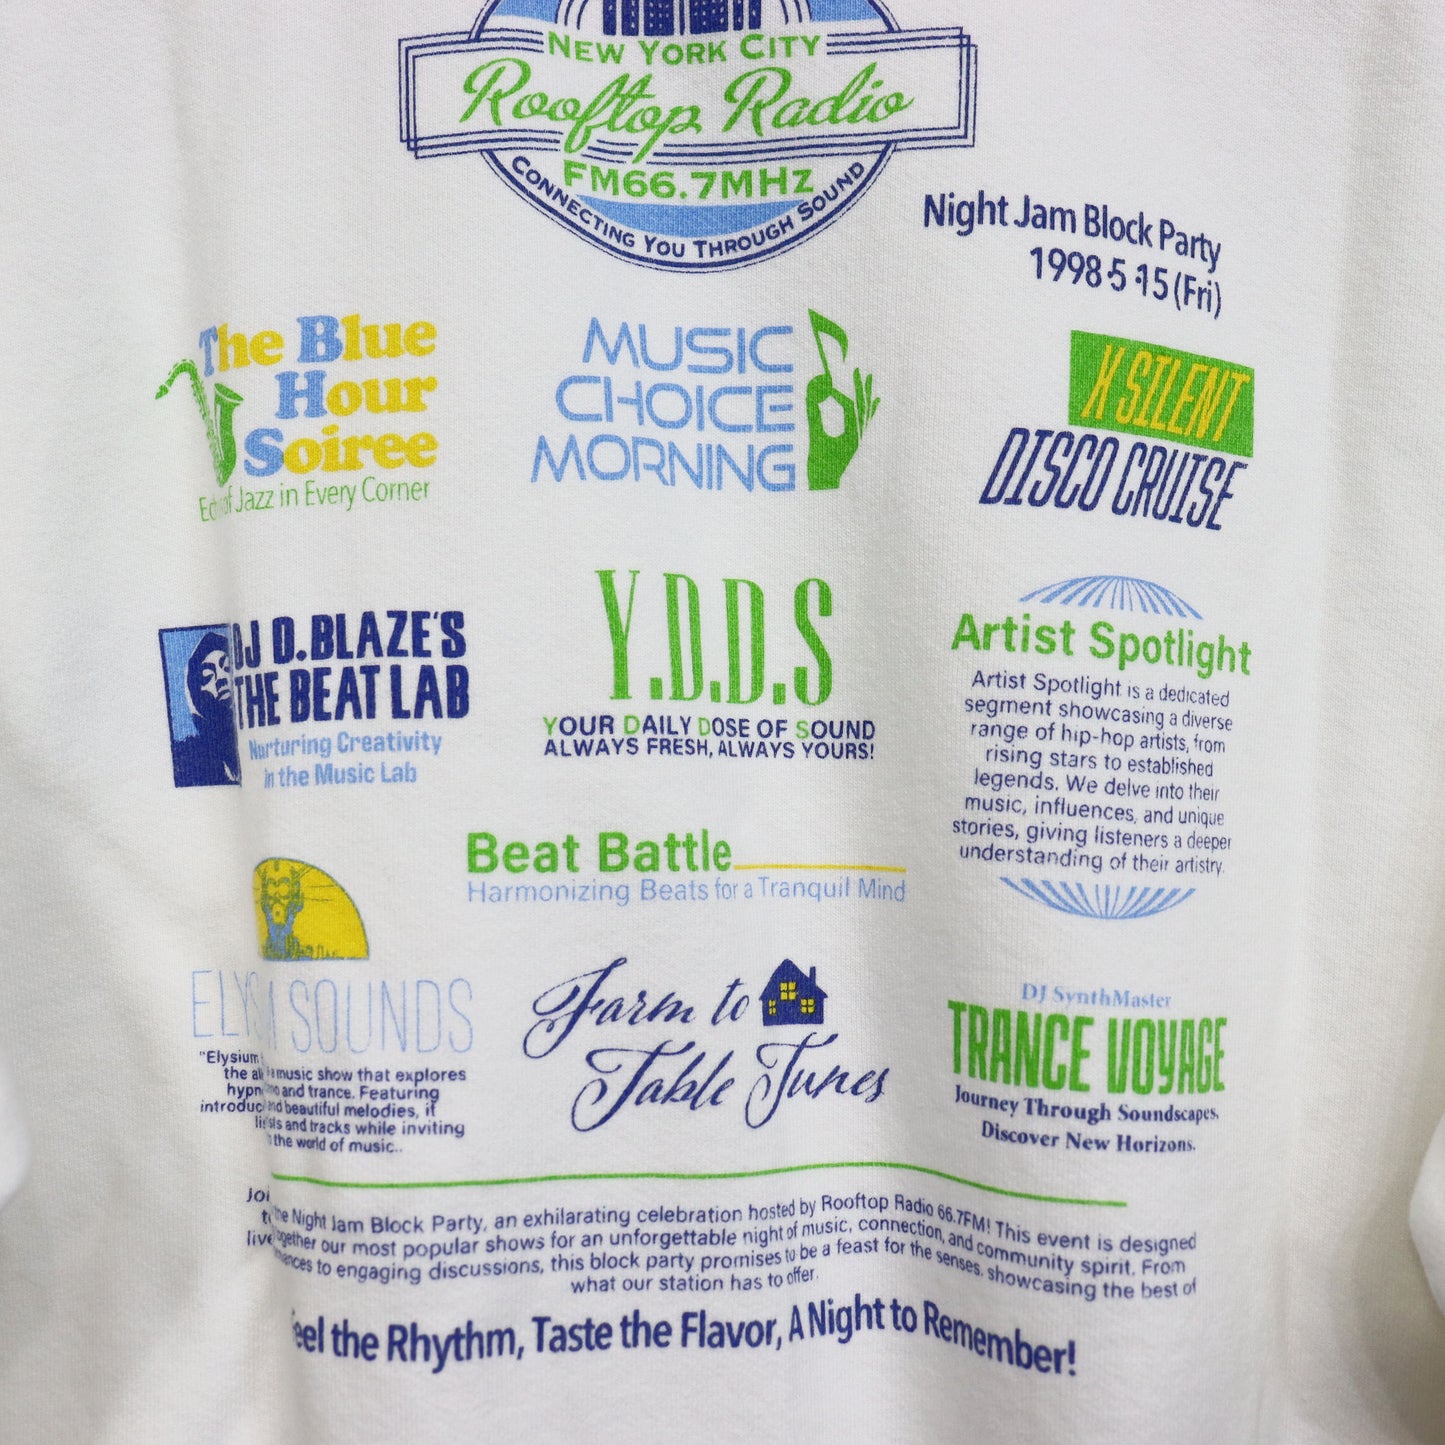 NEW YORK CITY
Rooftop Radio
FM66.7MHz
CONNECTING YOU THROUGH SOUND
Night Jam Block Party
1998·5·15(Fri)
The Blue
Hour
Soiree
of Jazz in Every Corner
MUSIC
CHOICE
MORNING
X SILENT
DISCO CRUISE
DJ D.BLAZE'S
THE BEAT LAB
Nurturing Creativity
in the Music Lab
Y.D.D.S
YOUR DAILY DOSE OF SOUND
ALWAYS FRESH, ALWAYS YOURS!
Artist Spotlight
Artist Spotlight is a dedicated
segment showcasing a diverse
range of hip-hop artists, from
rising stars to established
legends. We delve into their
music, influences, and unique
stories, giving listeners a deeper
understanding of their artistry.
Beat Battle
Harmonizing Beats for a Tranquil Mind
SOUNDS
"Elysium
the music show that explores
and trance. Featuring
and beautiful melodies, it
and tracks while inviting
the world of music..
Farm to
Table Tunes
DJ SynthMaster
TRANCE VOYAGE
Journey Through Soundscapes,
Discover New Horizons.
the Night Jam Block Party, an exhilarating celebration hosted by Rooftop Radio 66.7FM! This event is designed
together our most popular shows for an unforgettable night of music, connection, and community spirit. From
live to engaging discussions, this block party promises to be a feast for the senses, showcasing the best of
what our station has to offer.
Feel the Rhythm, Taste the Flavor, A Night to Remember!